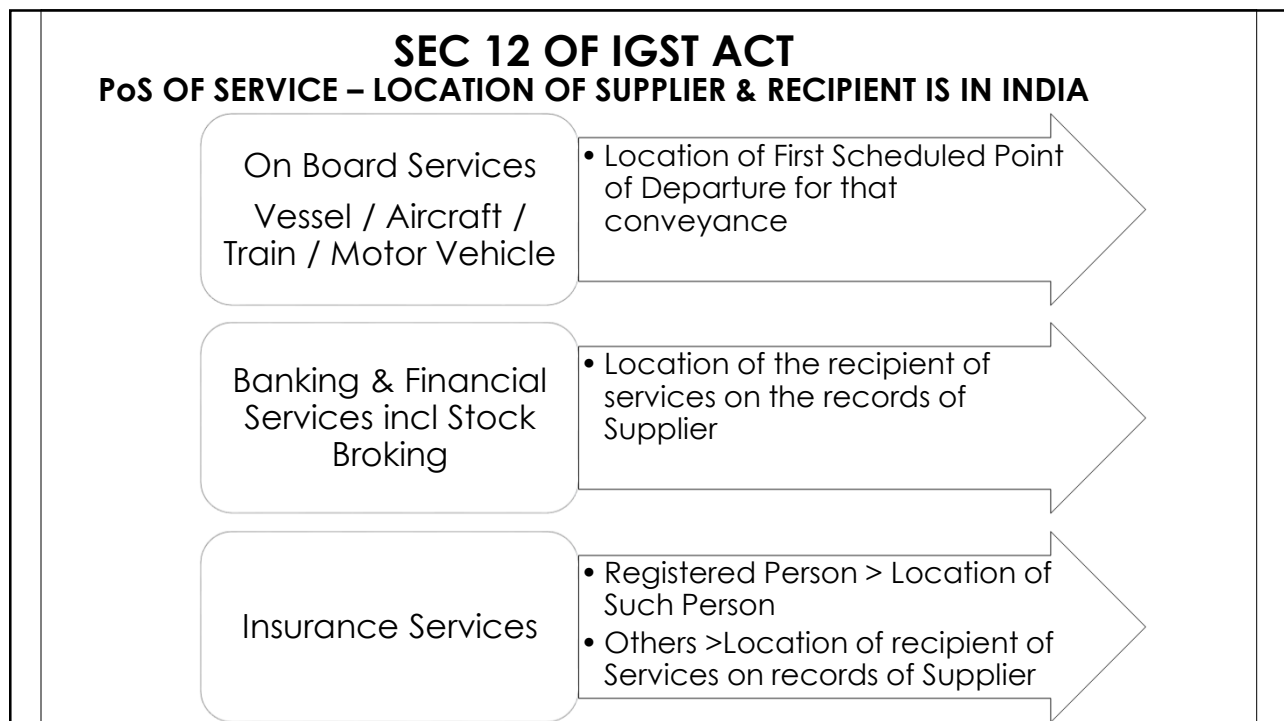 SEC 12 OF IGST ACT
PoS OF SERVICE – LOCATION OF SUPPLIER & RECIPIENT IS IN INDIA
On Board Services
Vessel / Aircraft /
Train / Motor Vehicle
• Location of First Scheduled Point
of Departure for that
conveyance
Banking & Financial
Services incl Stock
Broking
• Location of the recipient of
services on the records of
Supplier
Insurance Services
• Registered Person > Location of
Such Person
• Others >Location of recipient of
Services on records of Supplier